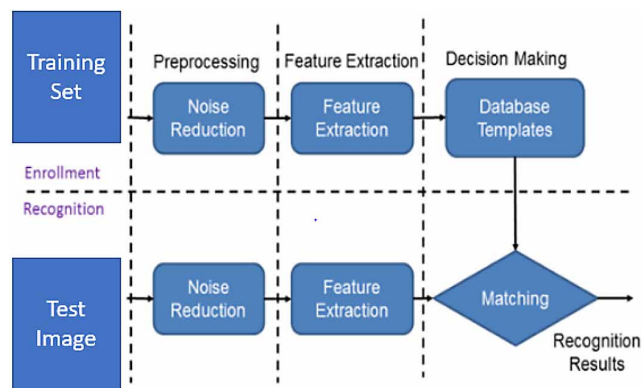 Training
Set
Preprocessing
Feature Extraction
Decision Making
Noise
Reduction
Feature
Extraction
Database
Templates
Enrollment
Recognition
Test
Image
Noise
Reduction
Feature
Extraction
Matching
Recognition
Results